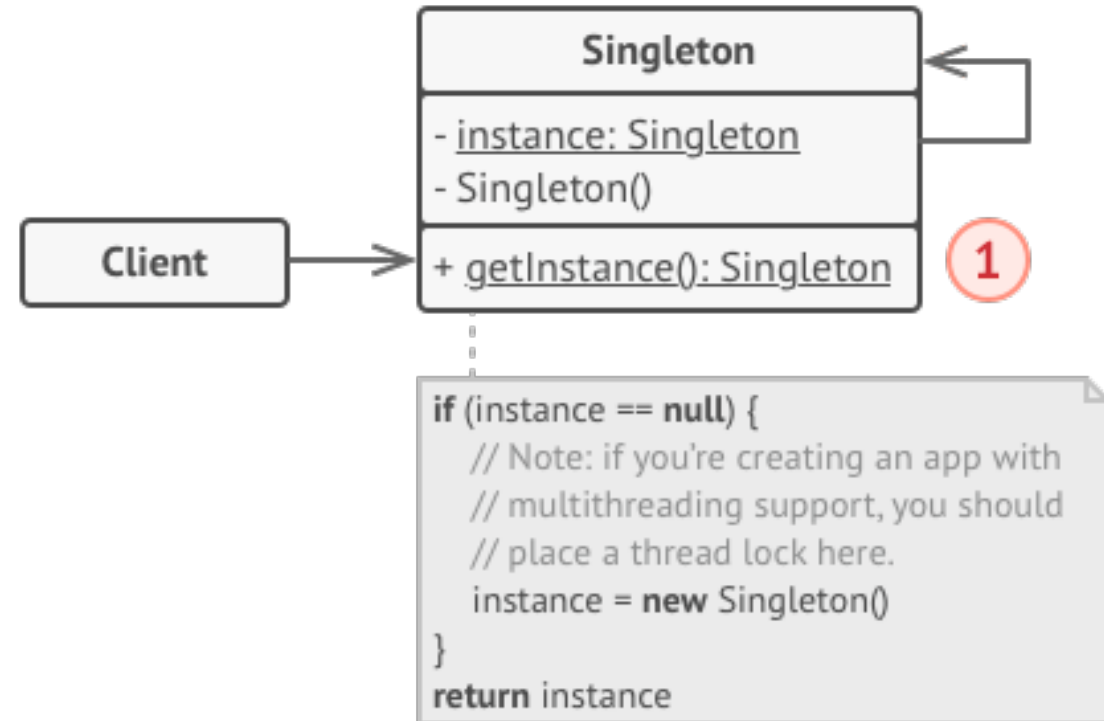 Singleton
- instance: Singleton
- Singleton()
Client
+ getInstance(): Singleton
1
if (instance == null) {
// Note: if you're creating an app with
// multithreading support, you should
// place a thread lock here.
instance = new Singleton()
}
return instance